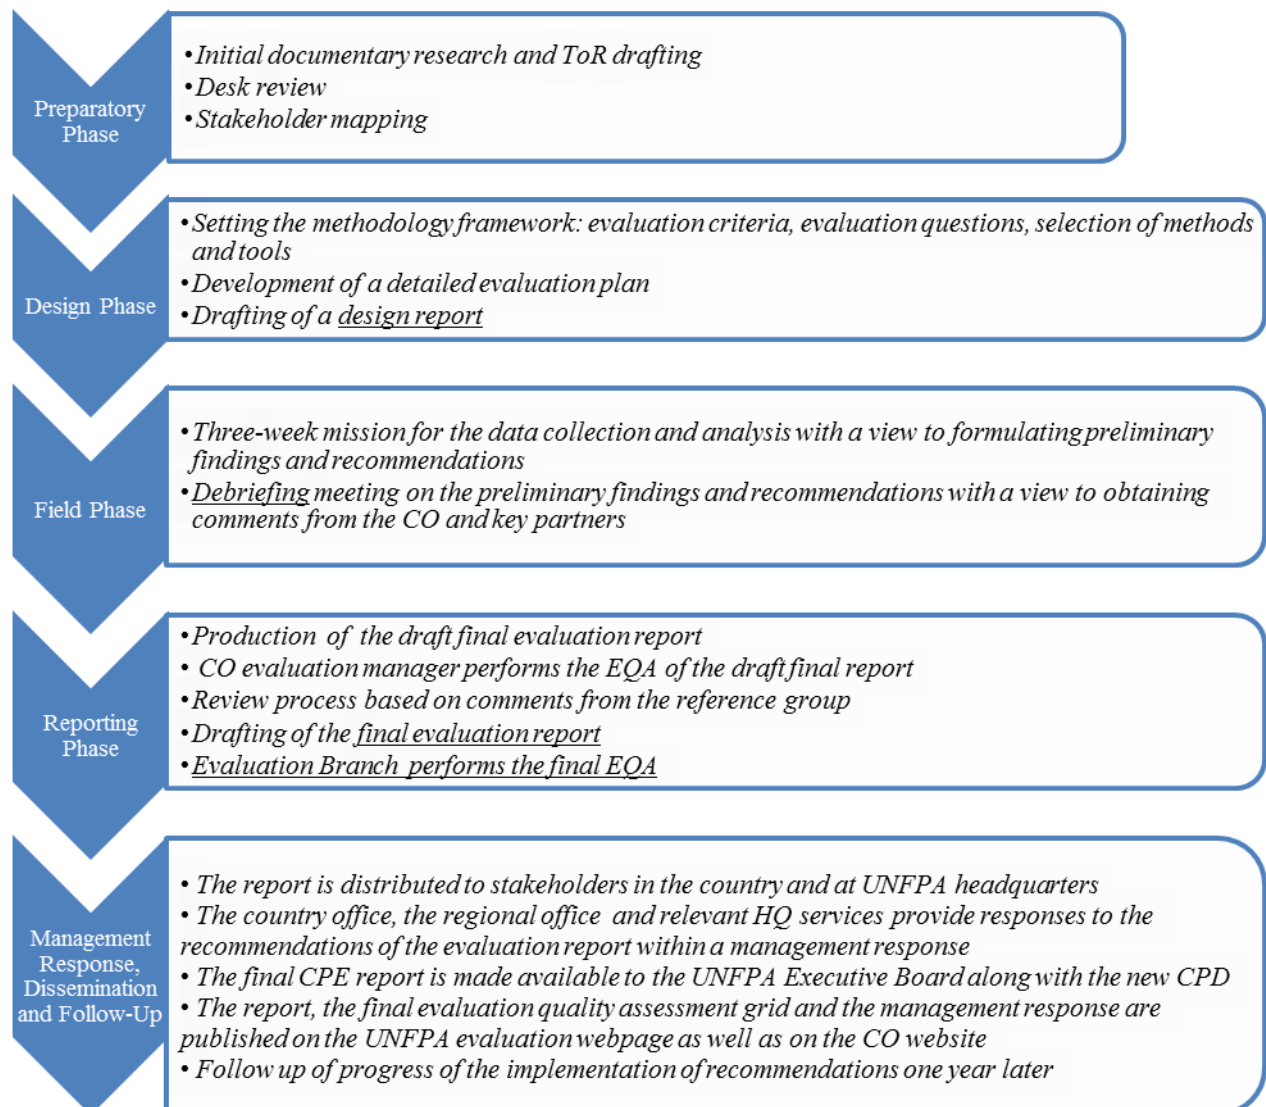 Preparatory
Phase
•Initial documentary research and ToR drafting
•Desk review
•Stakeholder mapping
Design Phase
•Setting the methodology framework: evaluation criteria, evaluation questions, selection of methods
and tools
•Development of a detailed evaluation plan
•Drafting of a design report
Field Phase
•Three-week mission for the data collection and analysis with a view to formulating preliminary
findings and recommendations
•Debriefing meeting on the preliminary findings and recommendations with a view to obtaining
comments from the CO and key partners
Reporting
Phase
•Production of the draft final evaluation report
• CO evaluation manager performs the EQA of the draft final report
•Review process based on comments from the reference group
•Drafting of the final evaluation report
•Evaluation Branch performs the final EQA
Management
Response,
Dissemination
and Follow-Up
• The report is distributed to stakeholders in the country and at UNFPA headquarters
• The country office, the regional office and relevant HQ services provide responses to the
recommendations of the evaluation report within a management response
• The final CPE report is made available to the UNFPA Executive Board along with the new CPD
• The report, the final evaluation quality assessment grid and the management response are
published on the UNFPA evaluation webpage as well as on the CO website
• Follow up of progress of the implementation of recommendations one year later